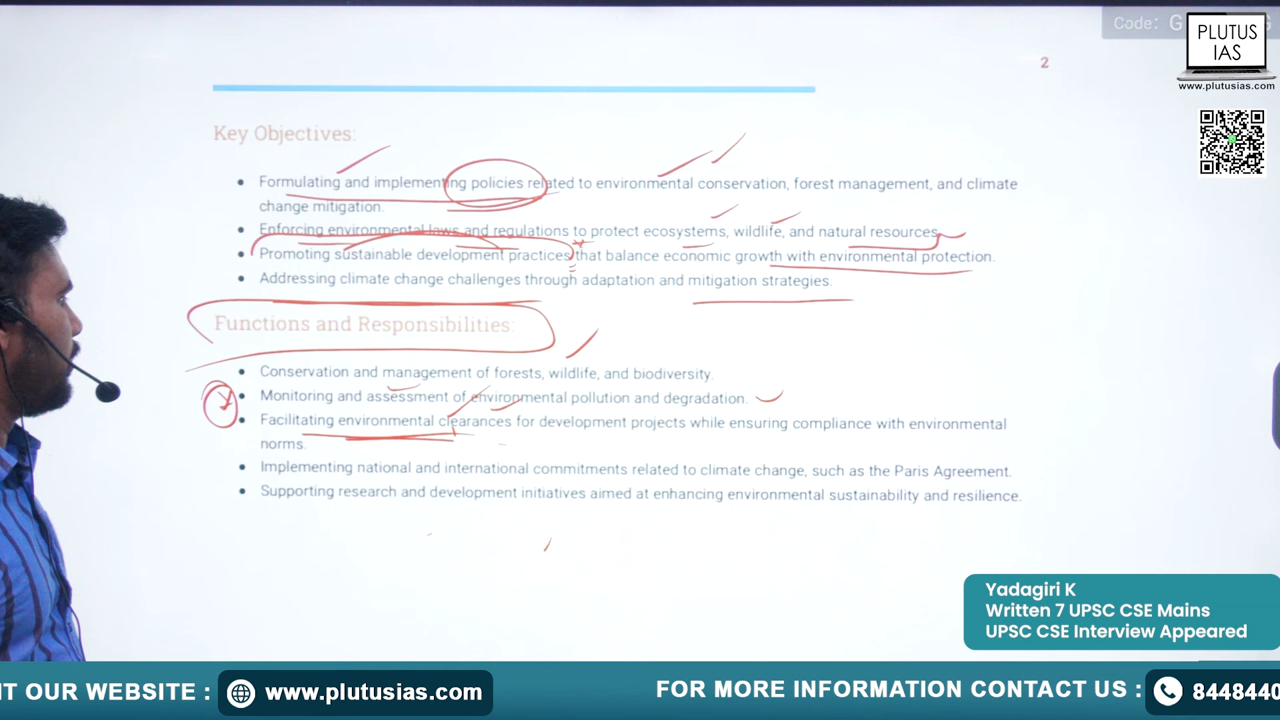 Code: G
PLUTUS
IAS
www.plutusias.com
2
Key Objectives:
• Formulating and implementing policies related to environmental conservation, forest management, and climate
change mitigation.
• Enforcing environmental laws and regulations to protect ecosystems, wildlife, and natural resources.
• Promoting sustainable development practices that balance economic growth with environmental protection.
• Addressing climate change challenges through adaptation and mitigation strategies.
Functions and Responsibilities:
• Conservation and management of forests, wildlife, and biodiversity.
• Monitoring and assessment of environmental pollution and degradation.
• Facilitating environmental clearances for development projects while ensuring compliance with environmental
norms.
• Implementing national and international commitments related to climate change, such as the Paris Agreement.
• Supporting research and development initiatives aimed at enhancing environmental sustainability and resilience.
Yadagiri K
Written 7 UPSC CSE Mains
UPSC CSE Interview Appeared
IT OUR WEBSITE : www.plutusias.com FOR MORE INFORMATION CONTACT US : 8448440